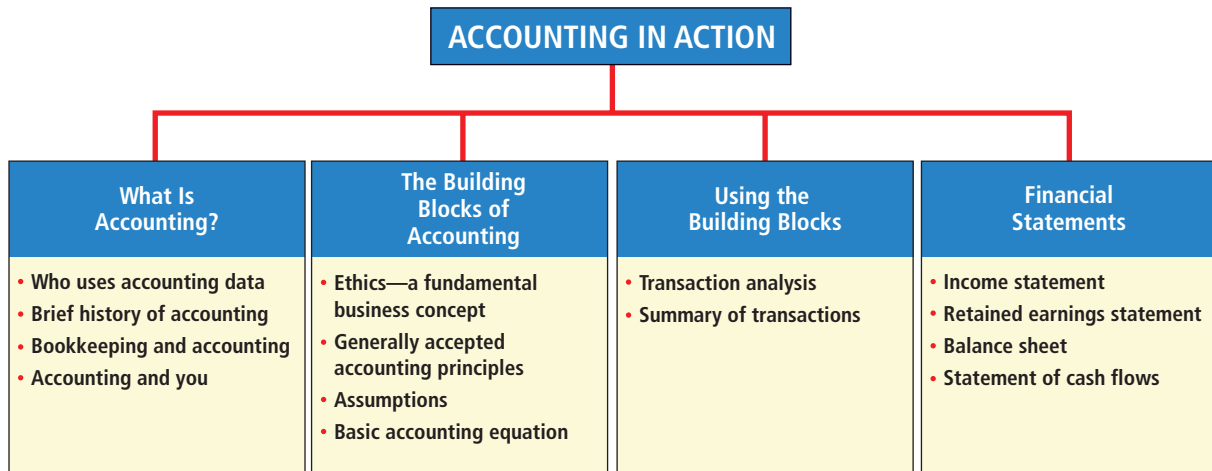 ACCOUNTING IN ACTION
What Is
Accounting?
• Who uses accounting data
• Brief history of accounting
• Bookkeeping and accounting
• Accounting and you
The Building
Blocks of
Accounting
• Ethics—a fundamental
business concept
• Generally accepted
accounting principles
• Assumptions
• Basic accounting equation
Using the
Building Blocks
• Transaction analysis
• Summary of transactions
Financial
Statements
• Income statement
• Retained earnings statement
• Balance sheet
• Statement of cash flows